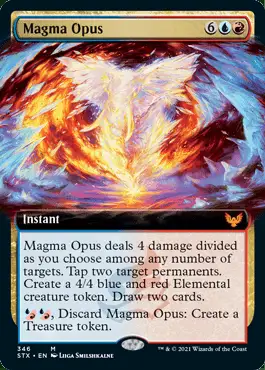 Magma Opus 6
Instant
Magma Opus deals 4 damage divided
as you choose among any number of
targets. Tap two target permanents.
Create a 4/4 blue and red Elemental
creature token. Draw two cards.
, Discard Magma Opus: Create a
Treasure token.
346 M
STX • EN LIIGA SMILSHKALNE
™ & © 2021 Wizards of the Coast